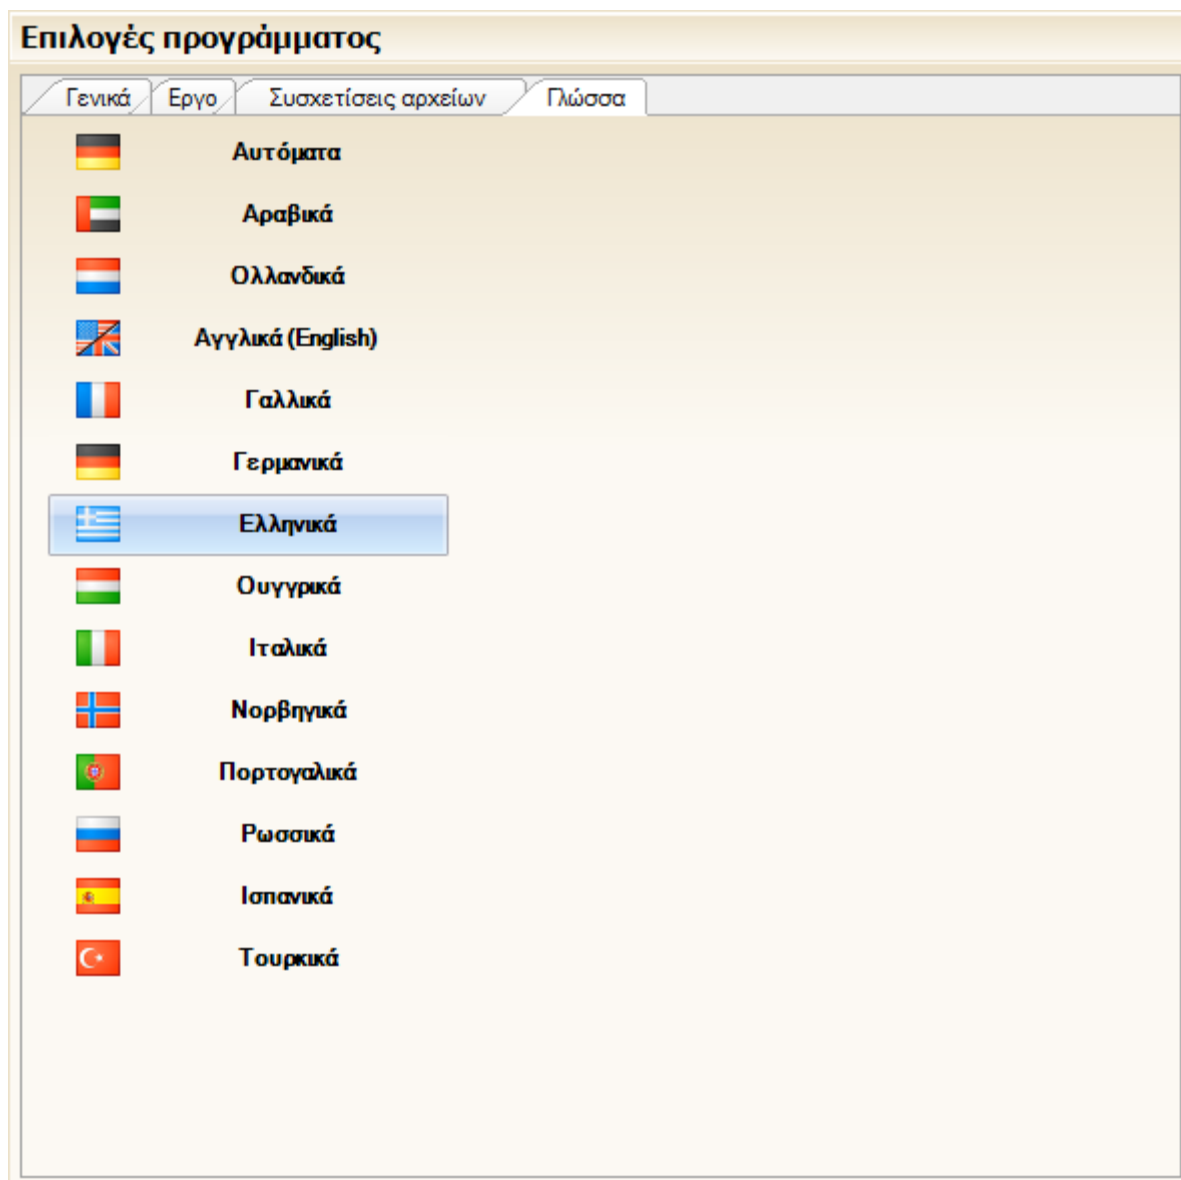 Επιλογές προγράμματος
Γενικά Εργο Συσχετίσεις αρχείων Γλώσσα
Αυτόματα
Αραβικά
Ολλανδικά
Αγγλικά (English)
Γαλλικά
Γερμανικά
Ελληνικά
Ουγγρικά
Ιταλικά
Νορβηγικά
Πορτογαλικά
Ρωσσικά
Ισπανικά
Τουρκικά